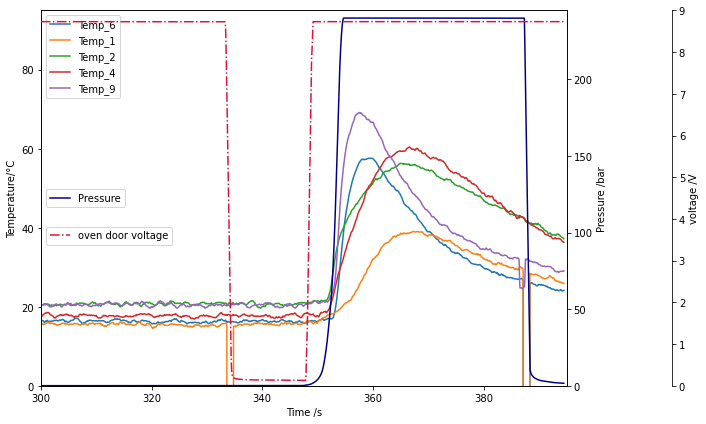 Temp_6
Temp_1
Temp_2
Temp_4
Temp_9
Pressure
oven door voltage
Temperature/°C
0
20
40
60
80
300
320
340
360
380
Time /s
0
50
100
150
200
Pressure /bar
0
1
2
3
4
5
6
7
8
9
voltage /V